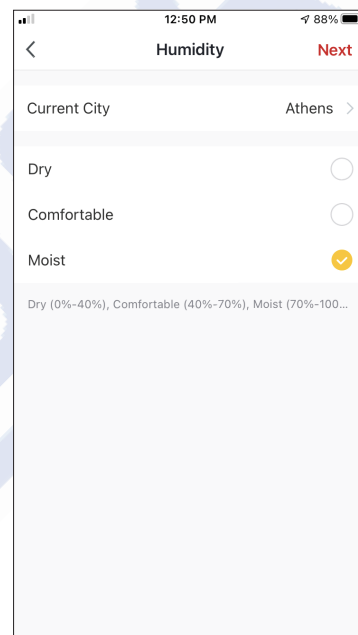 12:50 PM 88%
Humidity Next
Current City Athens
Dry
Comfortable
Moist
Dry (0%-40%), Comfortable (40%-70%), Moist (70%-100...